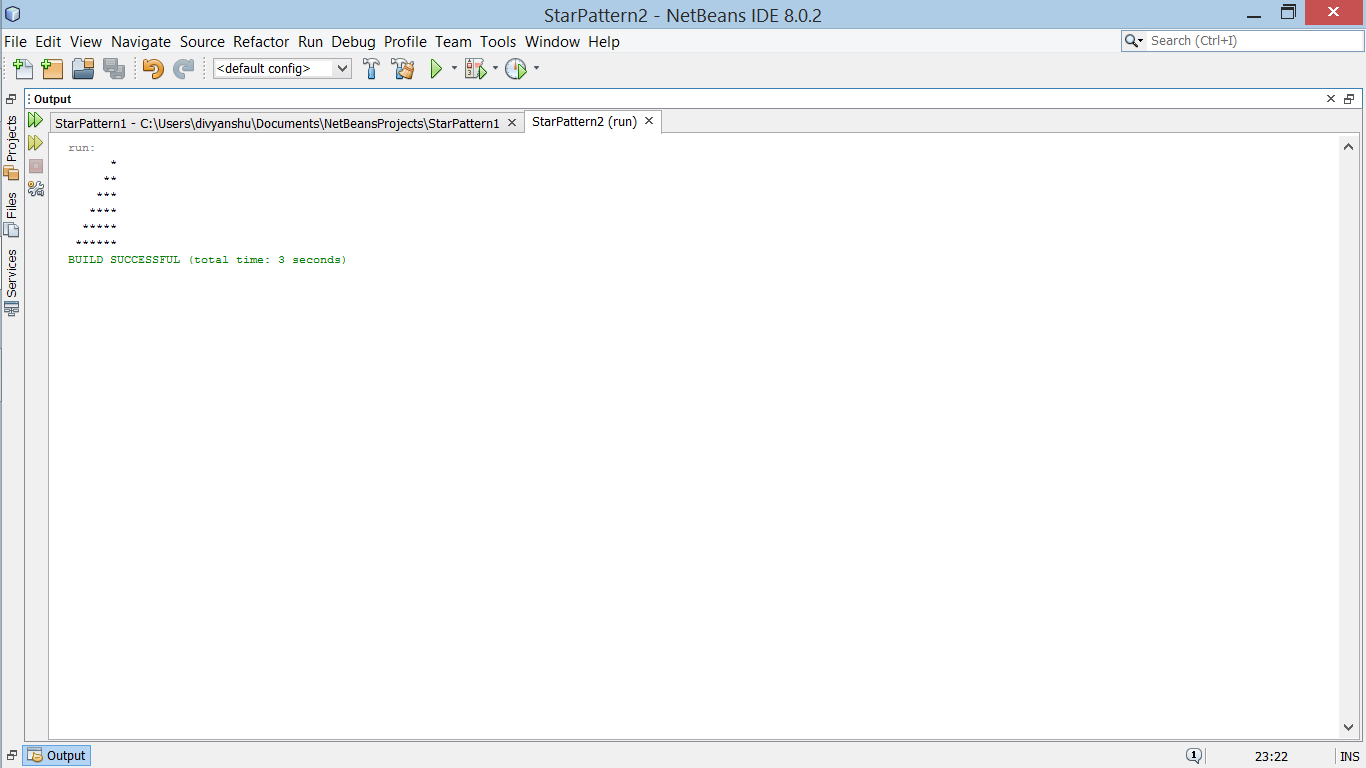 StarPattern2 - NetBeans IDE 8.0.2
File Edit View Navigate Source Refactor Run Debug Profile Team Tools Window Help
Search (Ctrl+I)
<default config>
Output
StarPattern1 - C:\Users\divyanshu\Documents\NetBeansProjects\StarPattern1
StarPattern2 (run)
Projects
Files
Services
run:
      *
     **
    ***
   ****
  *****
 ******
BUILD SUCCESSFUL (total time: 3 seconds)
Output
1
23:22
INS